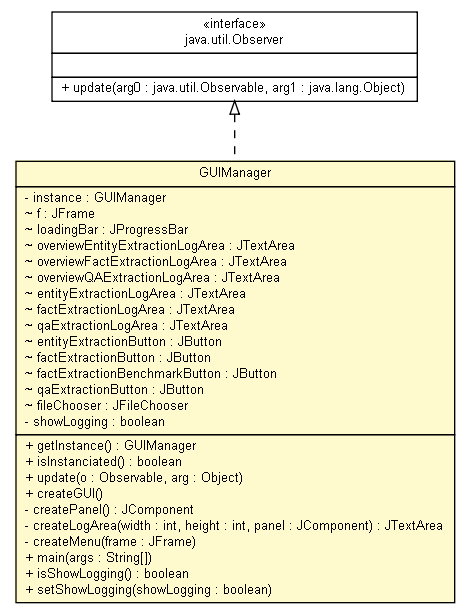 «interface»
java.util.Observer
+ update(arg0 : java.util.Observable, arg1 : java.lang.Object)
GUIManager
- instance : GUIManager
~ f : JFrame
~ loadingBar : JProgressBar
~ overviewEntityExtractionLogArea : JTextArea
~ overviewFactExtractionLogArea : JTextArea
~ overviewQAExtractionLogArea : JTextArea
~ entityExtractionLogArea : JTextArea
~ factExtractionLogArea : JTextArea
~ qaExtractionLogArea : JTextArea
~ entityExtractionButton : JButton
~ factExtractionButton : JButton
~ factExtractionBenchmarkButton : JButton
~ qaExtractionButton : JButton
~ fileChooser : JFileChooser
- showLogging : boolean
+ getInstance() : GUIManager
+ isInstanciated() : boolean
+ update(o : Observable, arg : Object)
+ createGUI()
- createPanel() : JComponent
- createLogArea(width : int, height : int, panel : JComponent) : JTextArea
- createMenu(frame : JFrame)
+ main(args : String[])
+ isShowLogging() : boolean
+ setShowLogging(showLogging : boolean)